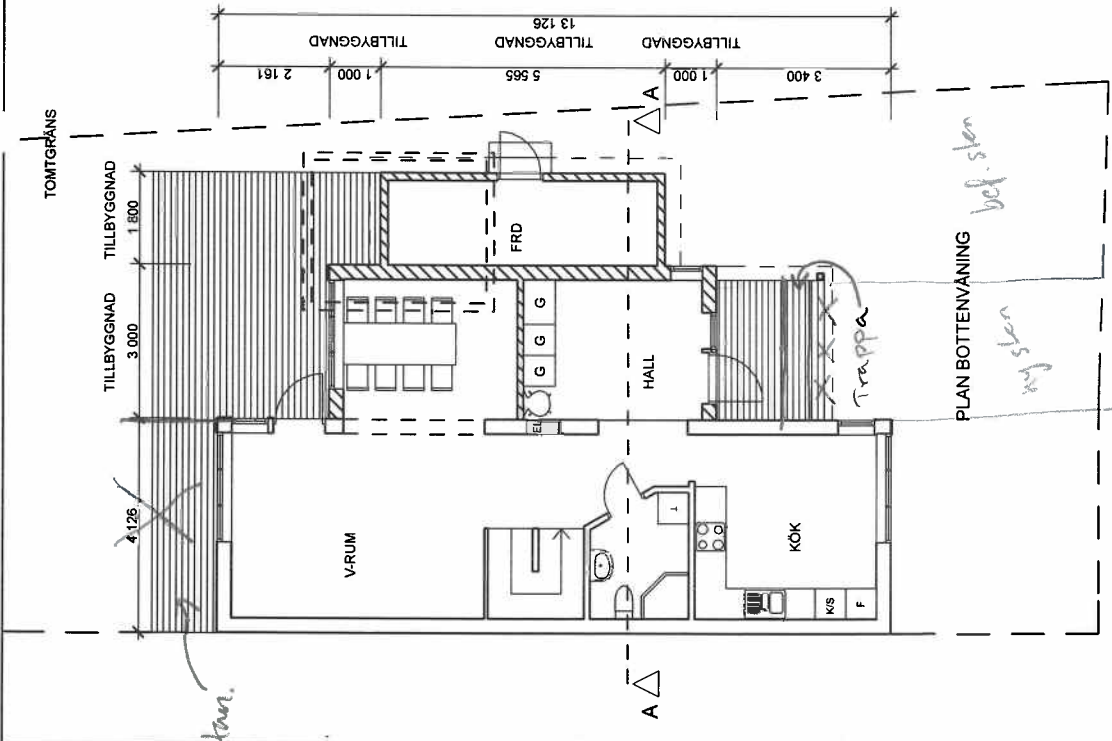 13 126
TILLBYGGNAD
TILLBYGGNAD
TILLBYGGNAD
2 161
1 000
5 565
1 000
3 400
TOMTGRÄNS
TILLBYGGNAD
1 800
TILLBYGGNAD
3 000
4 126
A
FRD
G
G
G
HALL
EL
V-RUM
KÖK
K/S
F
A
Trappa
PLAN BOTTENVÅNING
bef. sten
ny sten